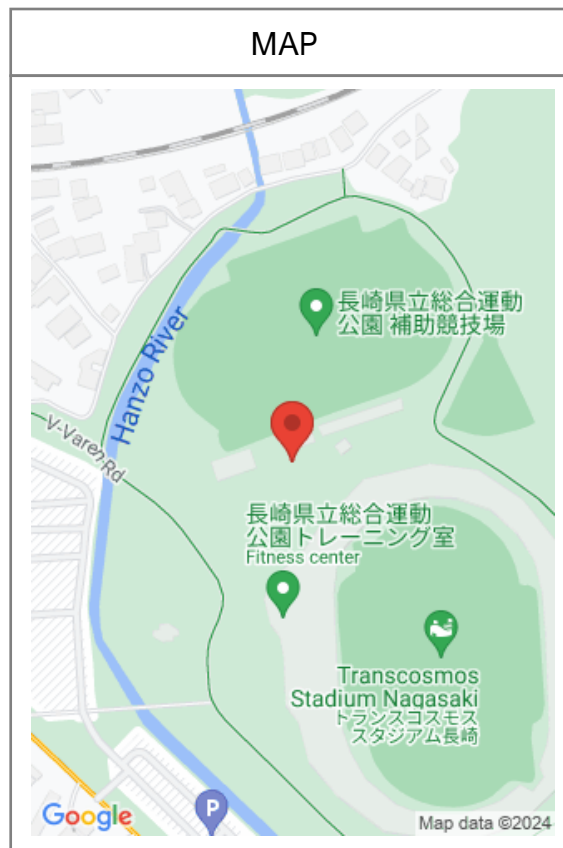 MAP
長崎県立総合運動
公園 補助競技場
Hanzo River
V-Varen Rd
長崎県立総合運動
公園トレーニング室
Fitness center
Transcosmos
Stadium Nagasaki
トランスコスモス
スタジアム長崎
P
Google
Map data ©2024